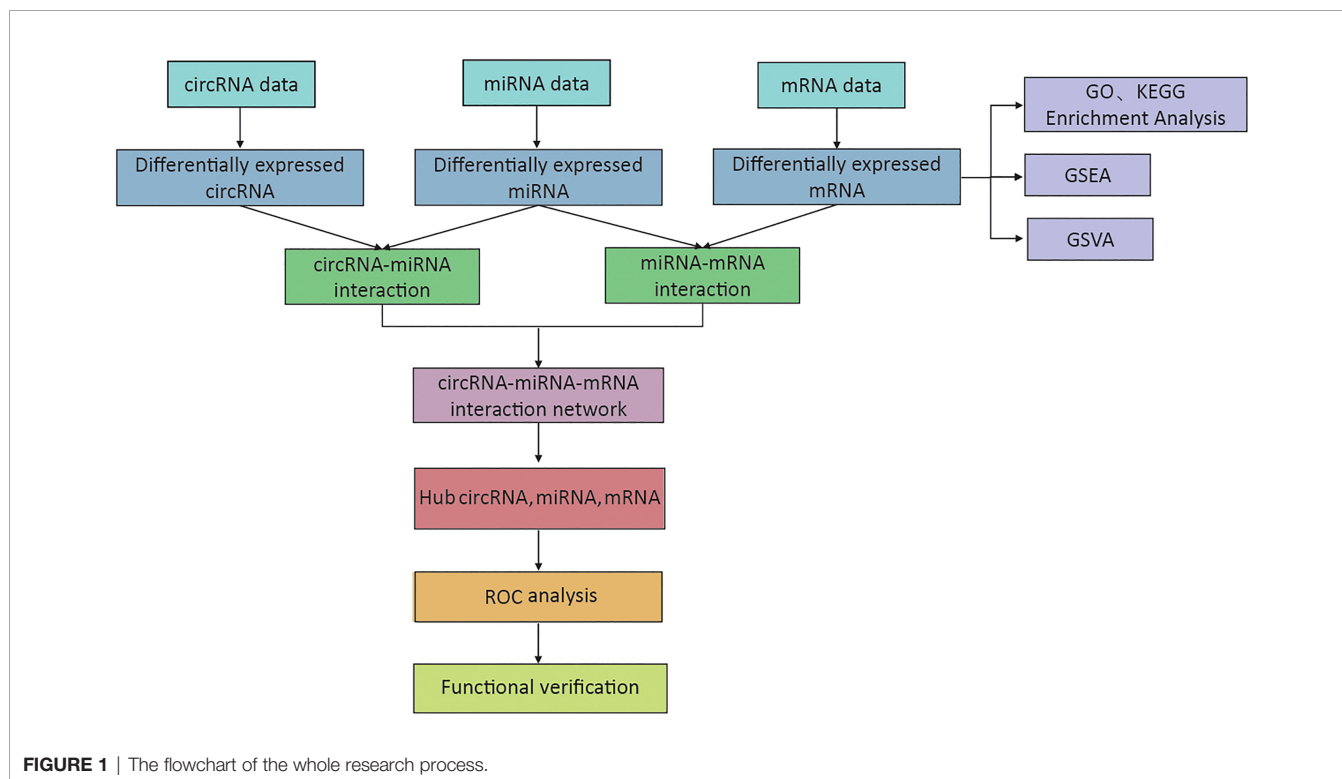 circRNA data
miRNA data
mRNA data
GO、KEGG
Enrichment Analysis
Differentially expressed
circRNA
Differentially expressed
miRNA
Differentially expressed
mRNA
GSEA
GSVA
circRNA-miRNA
interaction
miRNA-mRNA
interaction
circRNA-miRNA-mRNA
interaction network
Hub circRNA, miRNA, mRNA
ROC analysis
Functional verification
FIGURE 1 | The flowchart of the whole research process.